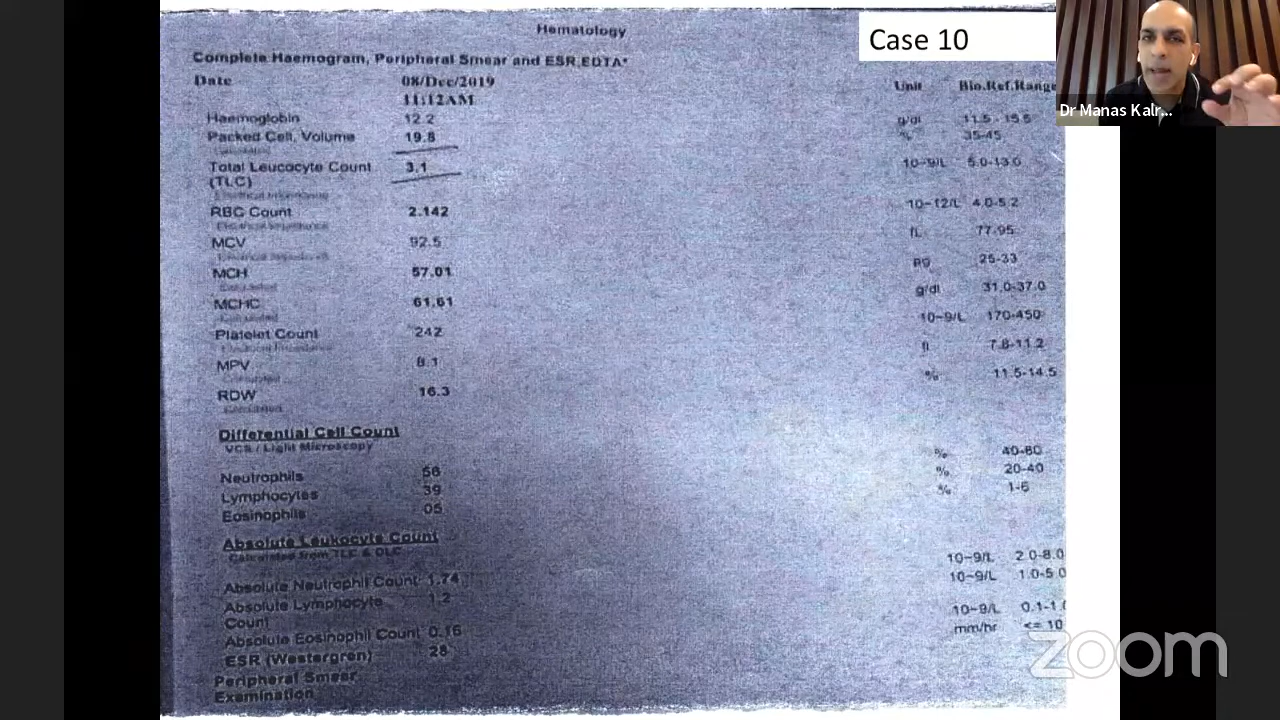 Case 10
Dr Manas Kalr...
Hematology
Complete Haemogram, Peripheral Smear and ESR,EDTA*
Date 08/Dec/2019 Unit Bio.Ref.Range
11:12AM
Haemoglobin 12.2 g/dl 11.5-15.5
Packed Cell, Volume 19.8 % 35-45
Total Leucocyte Count 3.1 10~9/L 5.0-13.0
(TLC)
RBC Count 2.142 10~12/L 4.0-5.2
MCV 92.5 fL 77-95
MCH 57.01 pg 25-33
MCHC 61.61 g/dl 31.0-37.0
Platelet Count 242 10~9/L 170-450
MPV 8.1 fl 7.8-11.2
RDW 16.3 % 11.5-14.5
Differential Cell Count
VCS / Light Microscopy
Neutrophils 56 % 40-80
Lymphocytes 39 % 20-40
Eosinophils 05 % 1-6
Absolute Leukocyte Count
Calculated from TLC & DLC
Absolute Neutrophil Count 1.74 10~9/L 2.0-8.0
Absolute Lymphocyte 1.2 10~9/L 1.0-5.0
Count
Absolute Eosinophil Count 0.16 10~9/L 0.1-1.0
ESR (Westergren) 28 mm/hr <= 10
Peripheral Smear
Examination
zoom